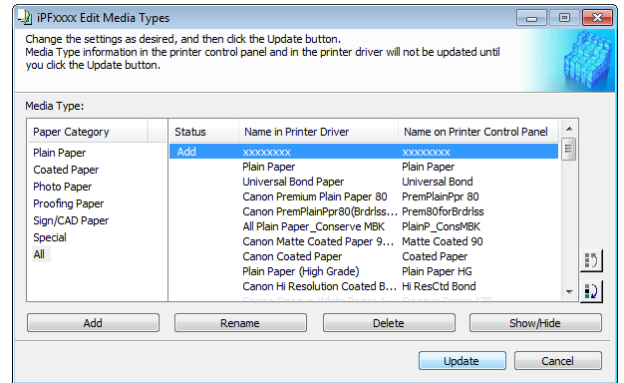 iPFxxxx Edit Media Types
Change the settings as desired, and then click the Update button.
Media Type information in the printer control panel and in the printer driver will not be updated until
you click the Update button.
Media Type:
Paper Category Status Name in Printer Driver Name on Printer Control Panel
Plain Paper Add xxxxxxxx xxxxxxxx
Coated Paper Plain Paper Plain Paper
Photo Paper Universal Bond Paper Universal Bond
Proofing Paper Canon Premium Plain Paper 80 PremPlainPpr 80
Sign/CAD Paper Canon PremPlainPpr80(Brdrlss... Prem80forBrdrlss
Special All Plain Paper_Conserve MBK PlainP_ConsMBK
All Canon Matte Coated Paper 9... Matte Coated 90
Canon Coated Paper Coated Paper
Plain Paper (High Grade) Plain Paper HG
Canon Hi Resolution Coated B... Hi ResCtd Bond
Add Rename Delete Show/Hide
Update Cancel